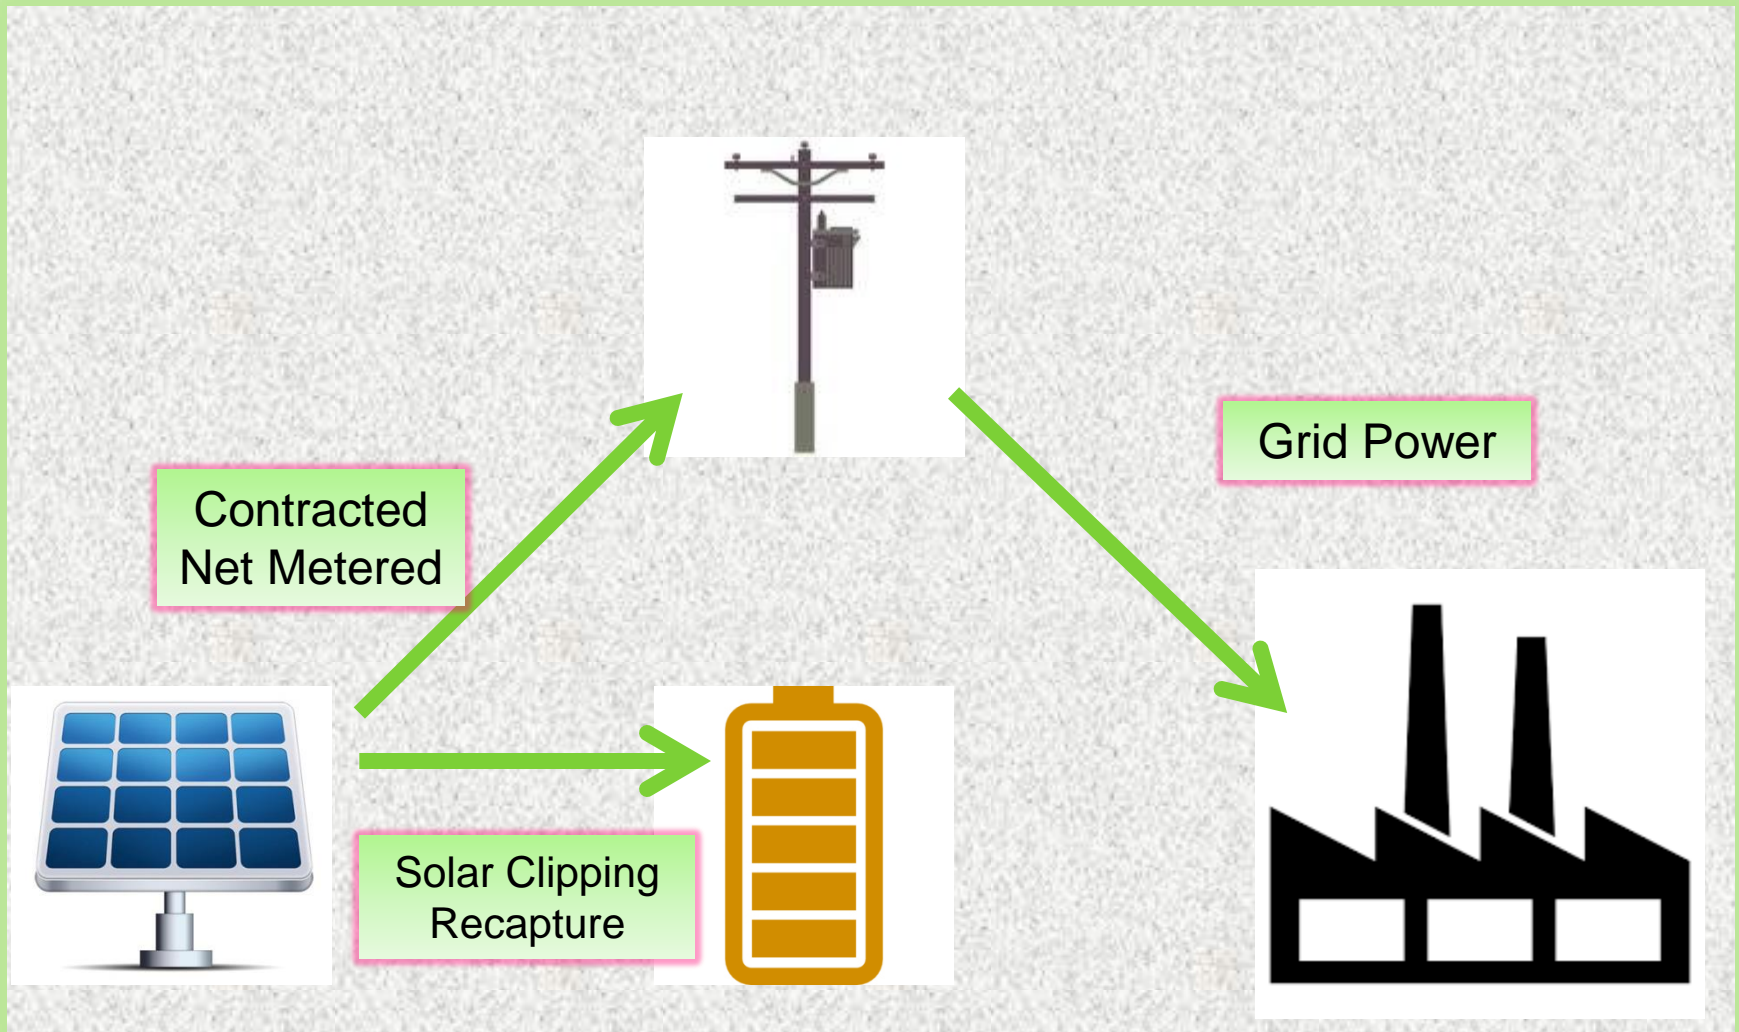 Grid Power
Contracted
Net Metered
Solar Clipping
Recapture